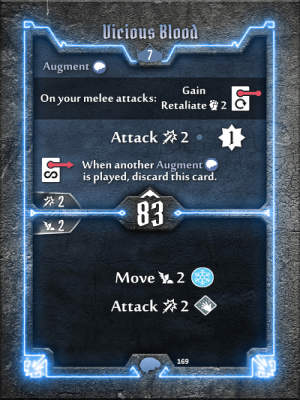 Vicious Blood
7
Augment
On your melee attacks:
Gain
Retaliate 2
Attack 2
1
When another Augment
is played, discard this card.
2
83
2
Move 2
Attack 2
169